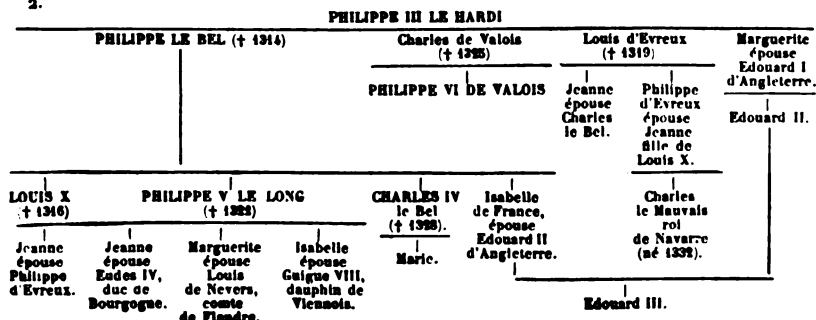 2.
PHILIPPE III LE HARDI
PHILIPPE LE BEL († 1314)
Charles de Valois
(† 1325)
Louis d'Evreux
(† 1319)
Marguerite
épouse
Edouard I
d'Angleterre.
PHILIPPE VI DE VALOIS
Jeanne
épouse
Charles
le Bel.
Philippe
d'Evreux
épouse
Jeanne
fille de
Louis X.
Edouard II.
LOUIS X
(† 1316)
PHILIPPE V LE LONG
(† 1322)
CHARLES IV
le Bel
(† 1328).
Isabelle
de France,
épouse
Edouard II
d'Angleterre.
Charles
le Mauvais
roi
de Navarre
(né 1332).
Jeanne
épouse
Philippe
d'Evreux.
Jeanne
épouse
Eudes IV,
duc de
Bourgogne.
Marguerite
épouse
Louis
de Nevers,
comte
de Flandre.
Isabelle
épouse
Guigue VIII,
dauphin de
Viennois.
Marie.
Edouard III.